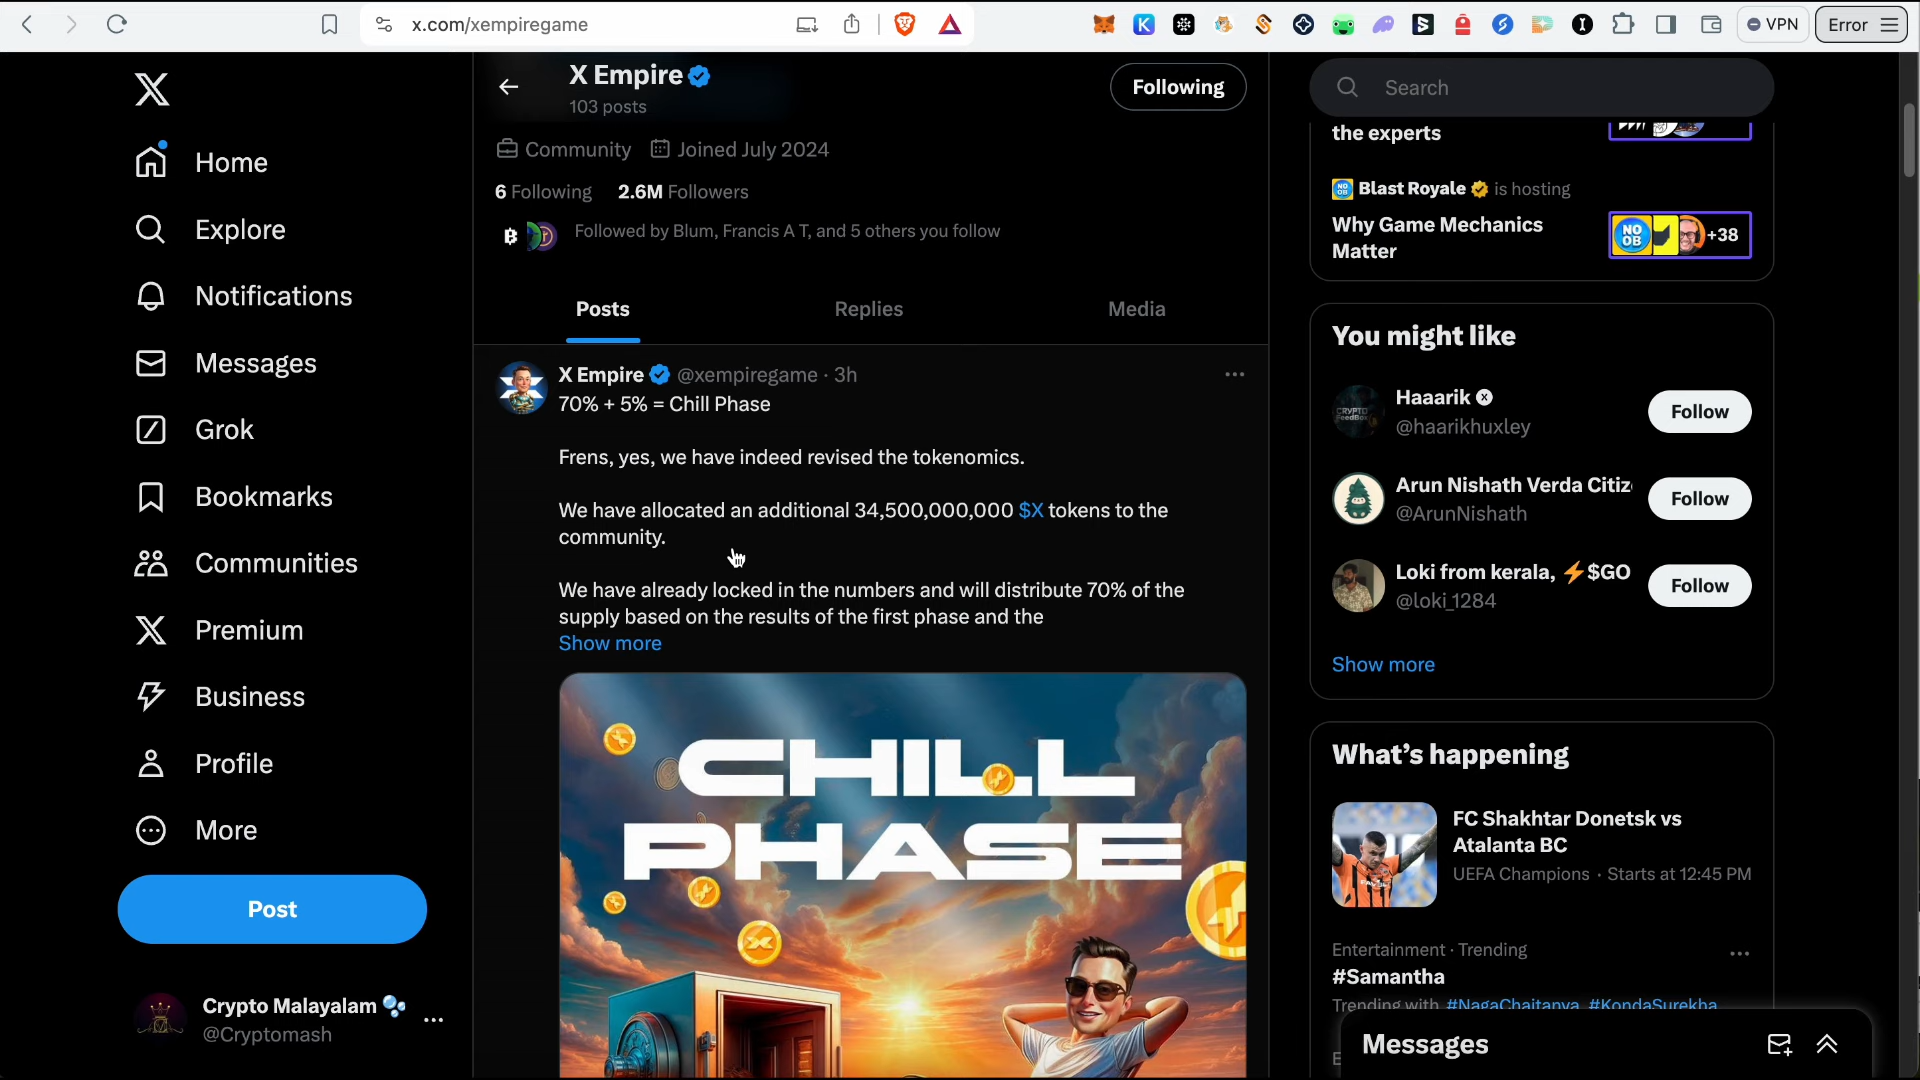 x.com/xempiregame
VPN
Error
Home
Explore
Notifications
Messages
Grok
Bookmarks
Communities
Premium
Business
Profile
More
Post
Crypto Malayalam
@Cryptomash
X Empire
103 posts
Following
Community Joined July 2024
6 Following 2.6M Followers
Followed by Blum, Francis A T, and 5 others you follow
Posts Replies Media
X Empire @xempiregame · 3h
70% + 5% = Chill Phase
Frens, yes, we have indeed revised the tokenomics.
We have allocated an additional 34,500,000,000 $X tokens to the
community.
We have already locked in the numbers and will distribute 70% of the
supply based on the results of the first phase and the
Show more
CHILL
PHASE
Search
the experts
Blast Royale is hosting
Why Game Mechanics
Matter
NO
OB
+38
You might like
Haaarik
@haarikhuxley
Follow
Arun Nishath Verda Citiz
@ArunNishath
Follow
Loki from kerala, ⚡$GO
@loki_1284
Follow
Show more
What's happening
FC Shakhtar Donetsk vs
Atalanta BC
UEFA Champions · Starts at 12:45 PM
Entertainment · Trending
#Samantha
Trending with #NagaChaitanya #KondaSurekha
Messages